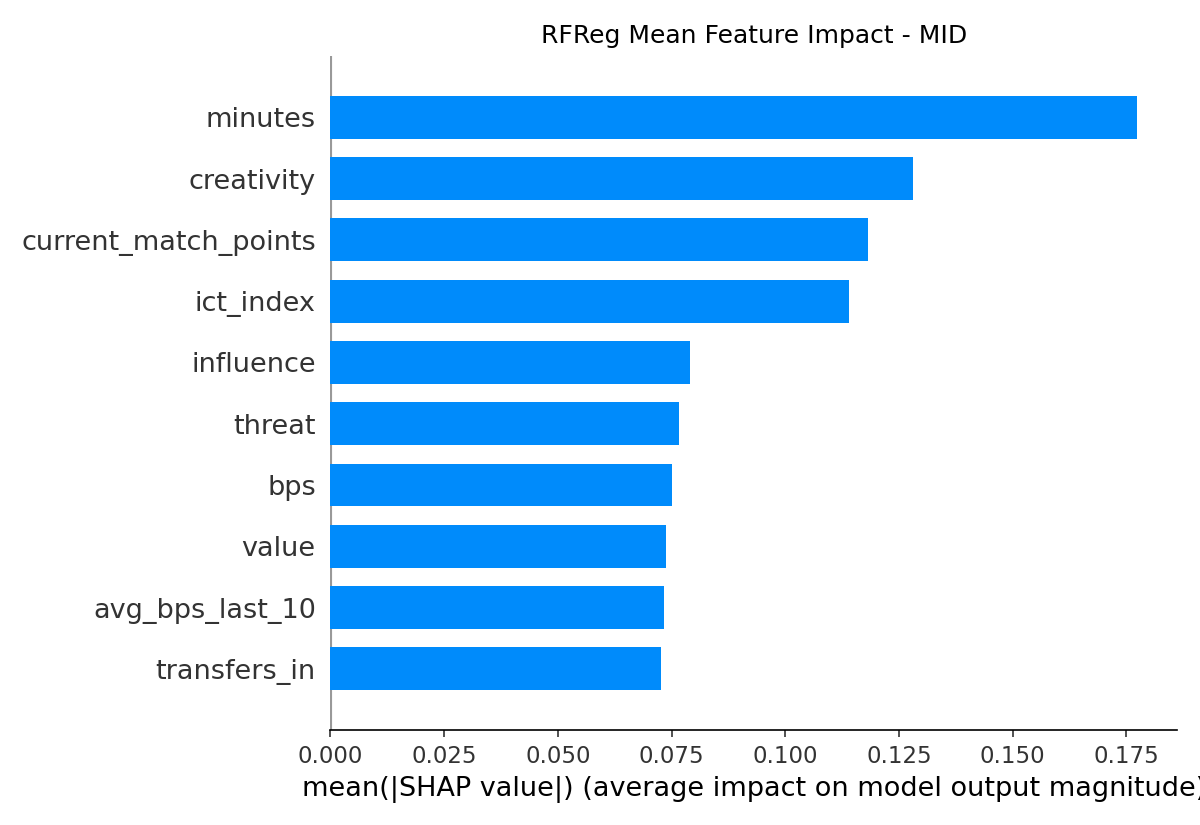 RFReg Mean Feature Impact - MID
minutes
creativity
current_match_points
ict_index
influence
threat
bps
value
avg_bps_last_10
transfers_in
0.000 0.025 0.050 0.075 0.100 0.125 0.150 0.175
mean(|SHAP value|) (average impact on model output magnitude)